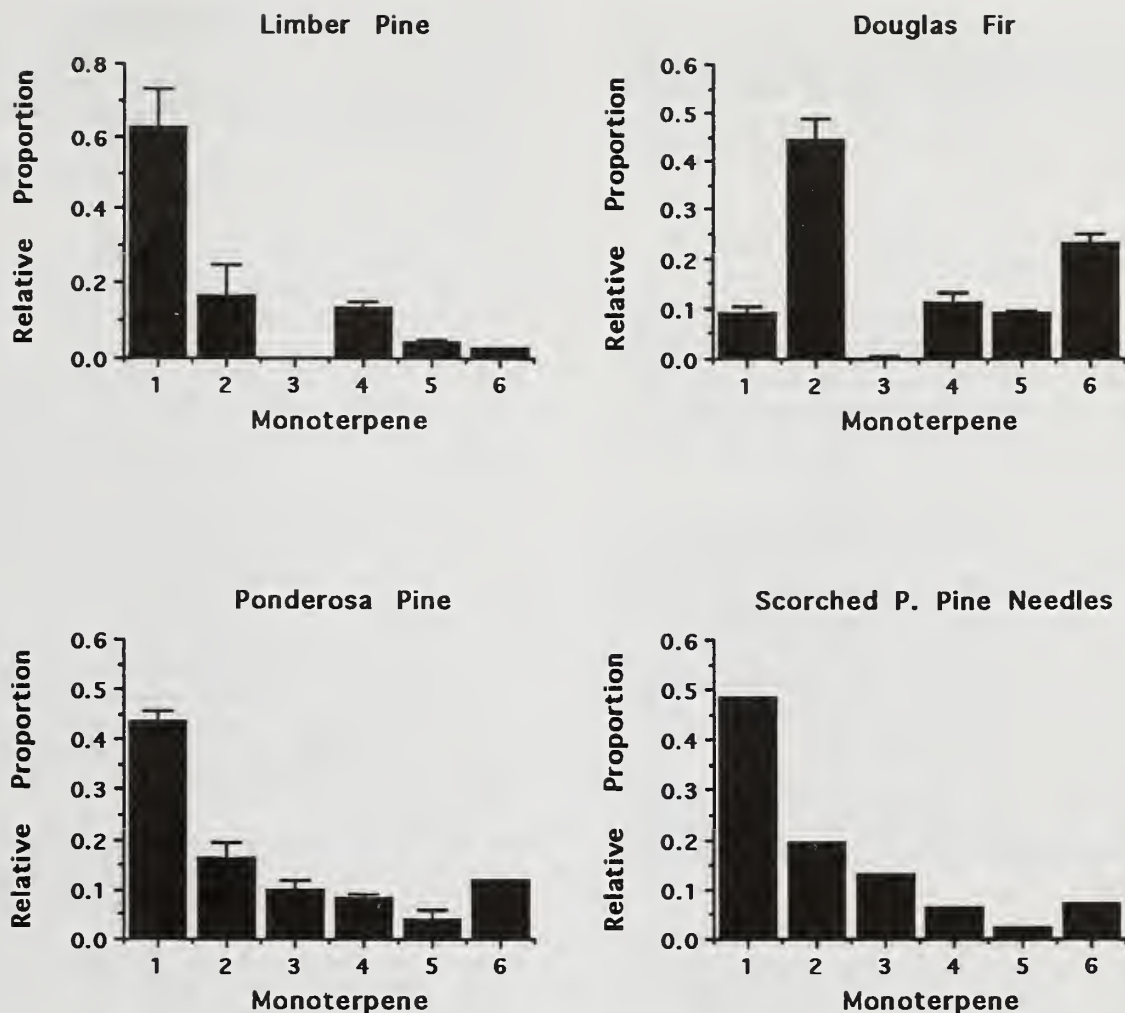 Limber Pine
Relative Proportion
0.8
0.6
0.4
0.2
0.0
1 2 3 4 5 6
Monoterpene
Douglas Fir
Relative Proportion
0.6
0.5
0.4
0.3
0.2
0.1
0.0
1 2 3 4 5 6
Monoterpene
Ponderosa Pine
Relative Proportion
0.6
0.5
0.4
0.3
0.2
0.1
0.0
1 2 3 4 5 6
Monoterpene
Scorched P. Pine Needles
Relative Proportion
0.6
0.5
0.4
0.3
0.2
0.1
0.0
1 2 3 4 5 6
Monoterpene